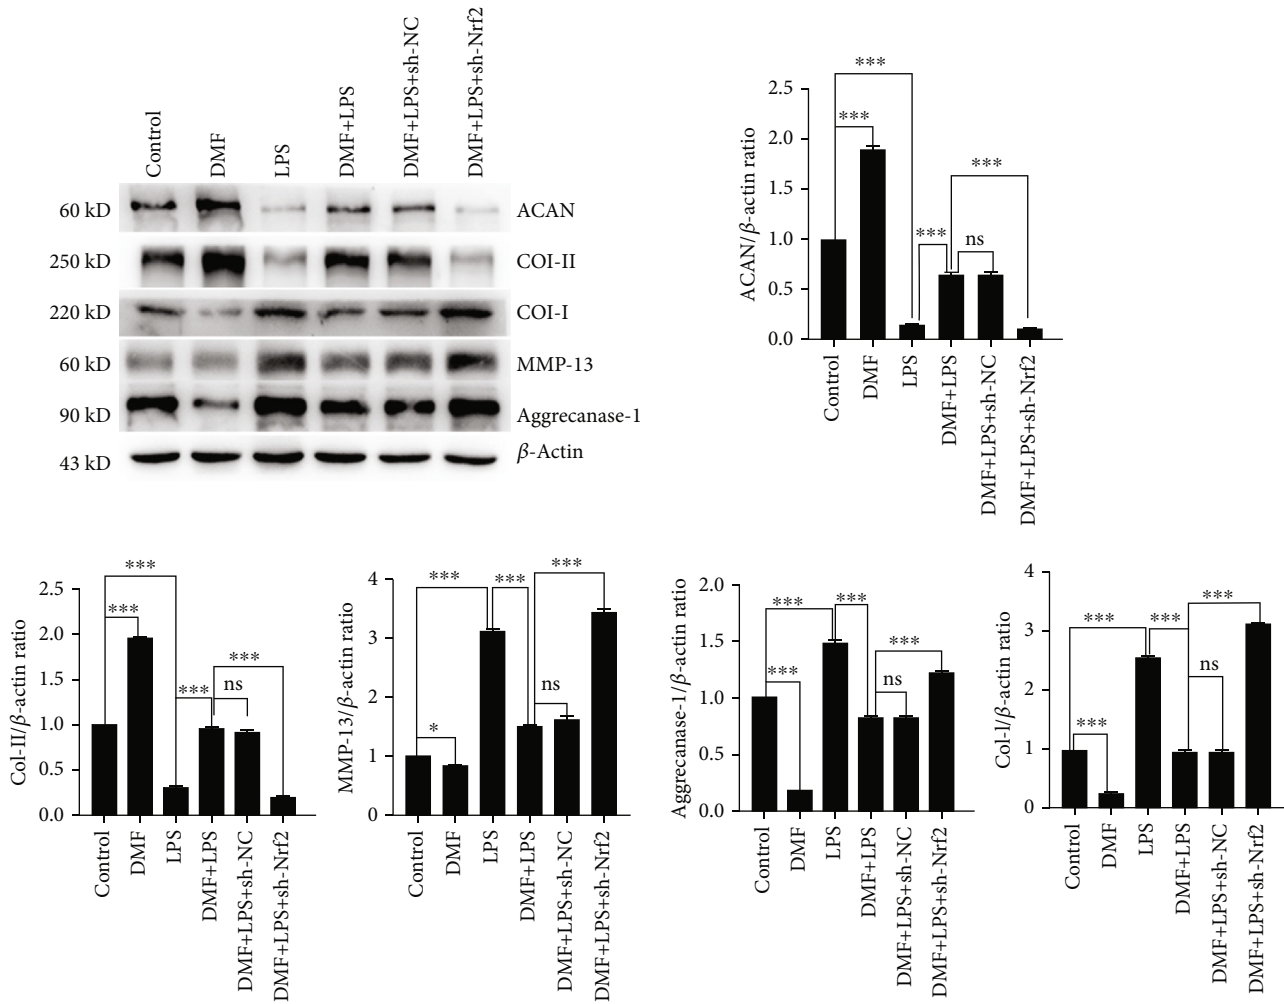 Control
DMF
LPS
DMF+LPS
DMF+LPS+sh-NC
DMF+LPS+sh-Nrf2
60 kD
ACAN
250 kD
COI-II
220 kD
COI-I
60 kD
MMP-13
90 kD
Aggrecanase-1
43 kD
β-Actin
ACAN/β-actin ratio
2.5
2.0
1.5
1.0
0.5
0.0
***
***
***
***
ns
Control
DMF
LPS
DMF+LPS
DMF+LPS+sh-NC
DMF+LPS+sh-Nrf2
Col-II/β-actin ratio
2.5
2.0
1.5
1.0
0.5
0.0
***
***
***
***
ns
Control
DMF
LPS
DMF+LPS
DMF+LPS+sh-NC
DMF+LPS+sh-Nrf2
MMP-13/β-actin ratio
4
3
2
1
0
***
***
***
ns
*
Control
DMF
LPS
DMF+LPS
DMF+LPS+sh-NC
DMF+LPS+sh-Nrf2
Aggrecanase-1/β-actin ratio
2.0
1.5
1.0
0.5
0.0
***
***
***
***
ns
Control
DMF
LPS
DMF+LPS
DMF+LPS+sh-NC
DMF+LPS+sh-Nrf2
Col-l/β-actin ratio
4
3
2
1
0
***
***
***
ns
***
Control
DMF
LPS
DMF+LPS
DMF+LPS+sh-NC
DMF+LPS+sh-Nrf2